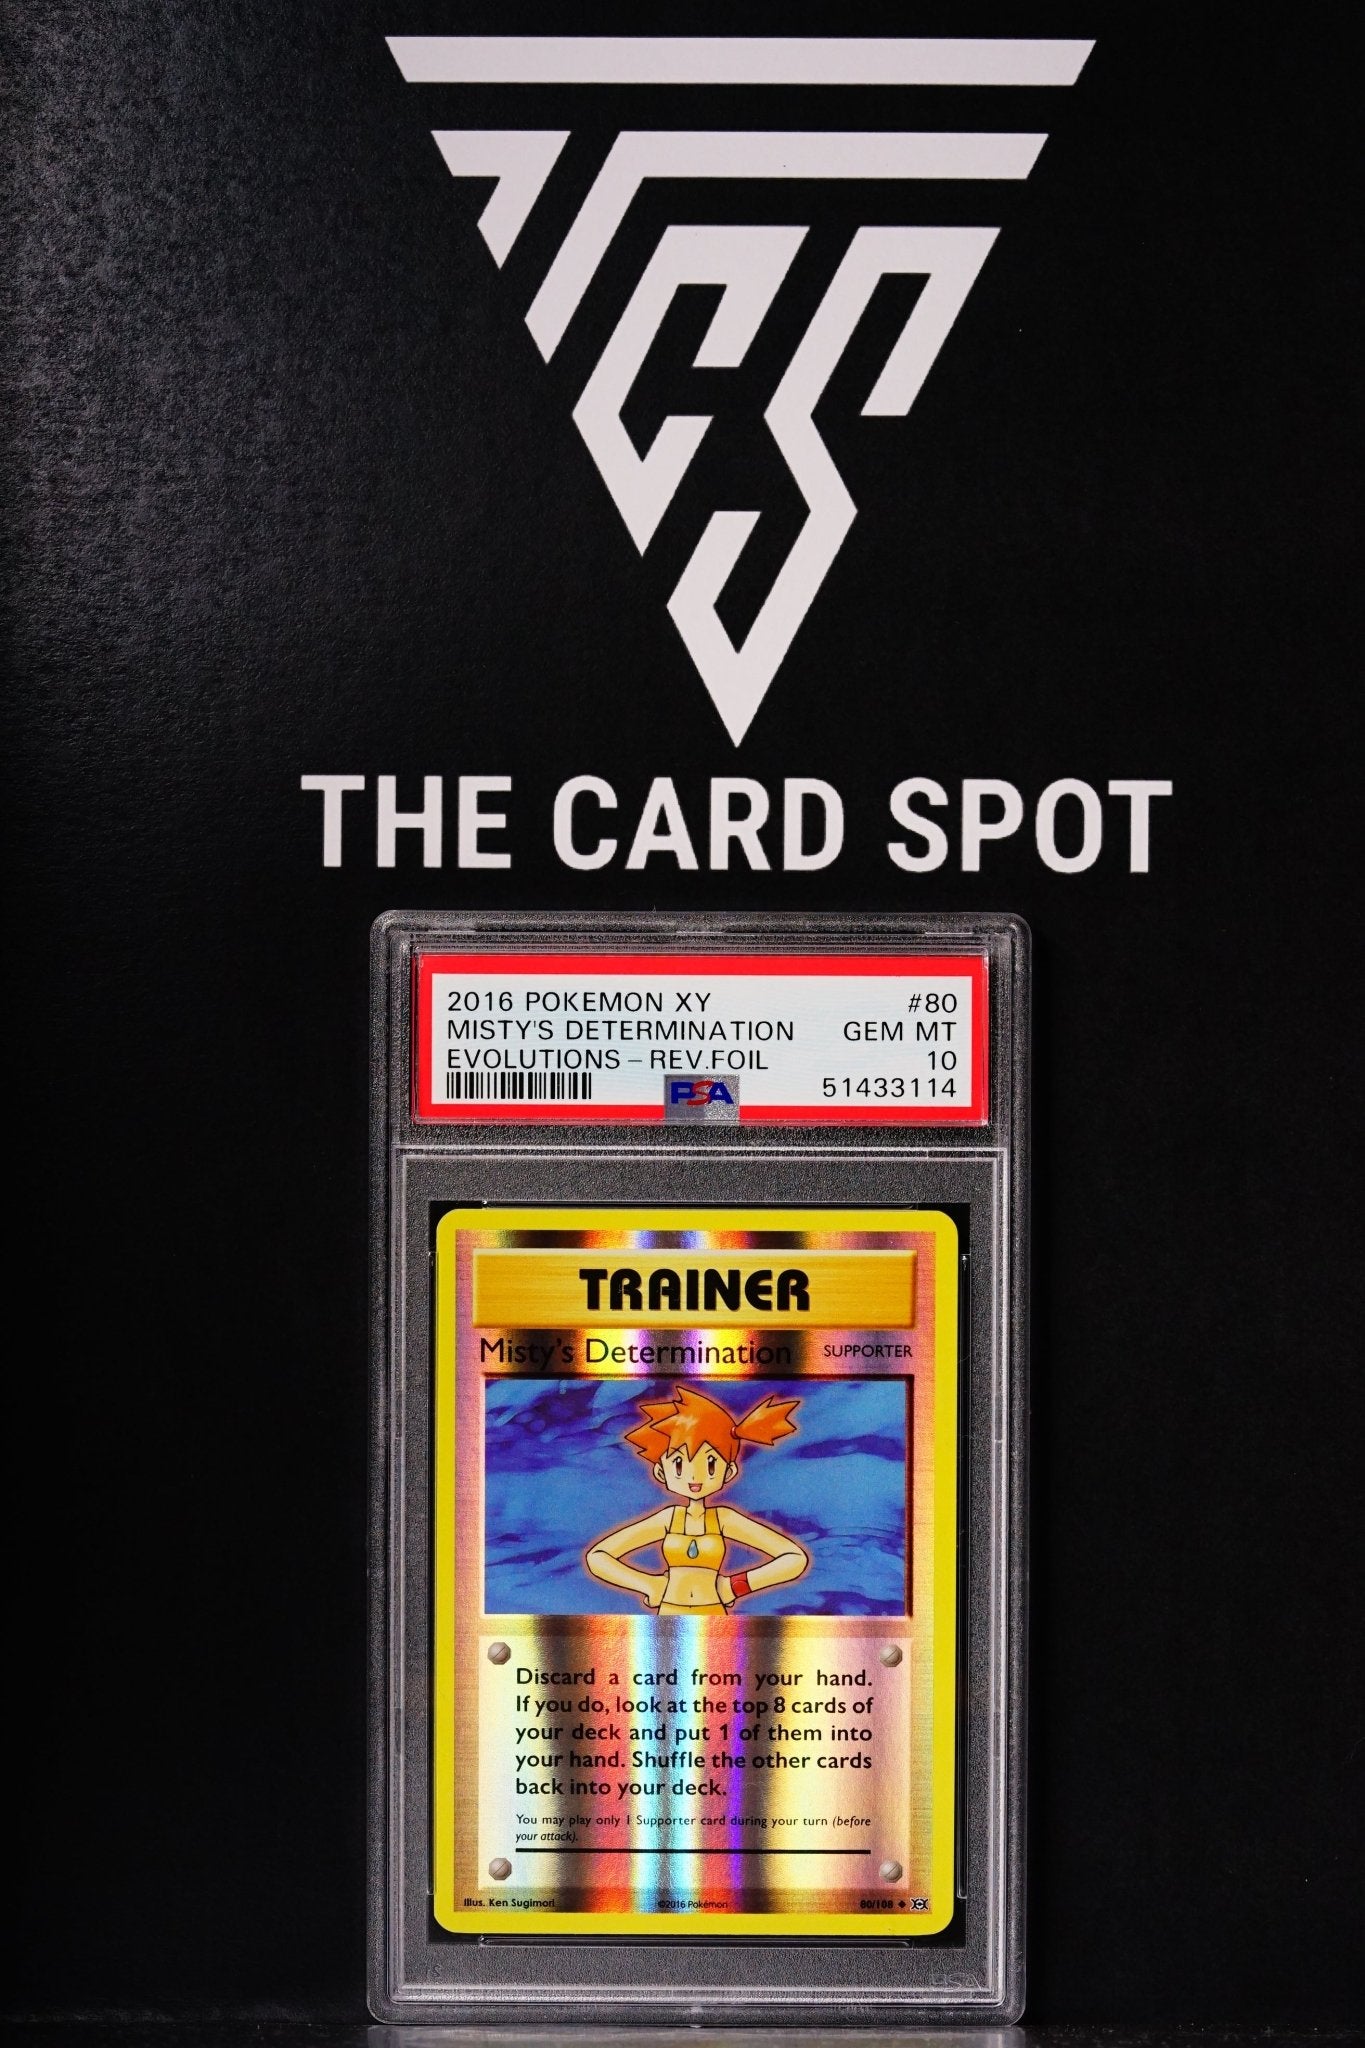 TCS
THE CARD SPOT
2016 POKEMON XY #80
MISTY'S DETERMINATION GEM MT
EVOLUTIONS – REV.FOIL 10
PSA 51433114
TRAINER
Misty's Determination SUPPORTER
Discard a card from your hand.
If you do, look at the top 8 cards of
your deck and put 1 of them into
your hand. Shuffle the other cards
back into your deck.
You may play only 1 Supporter card during your turn (before
your attack).
Illus. Ken Sugimori ©2016 Pokémon 80/108
PSA